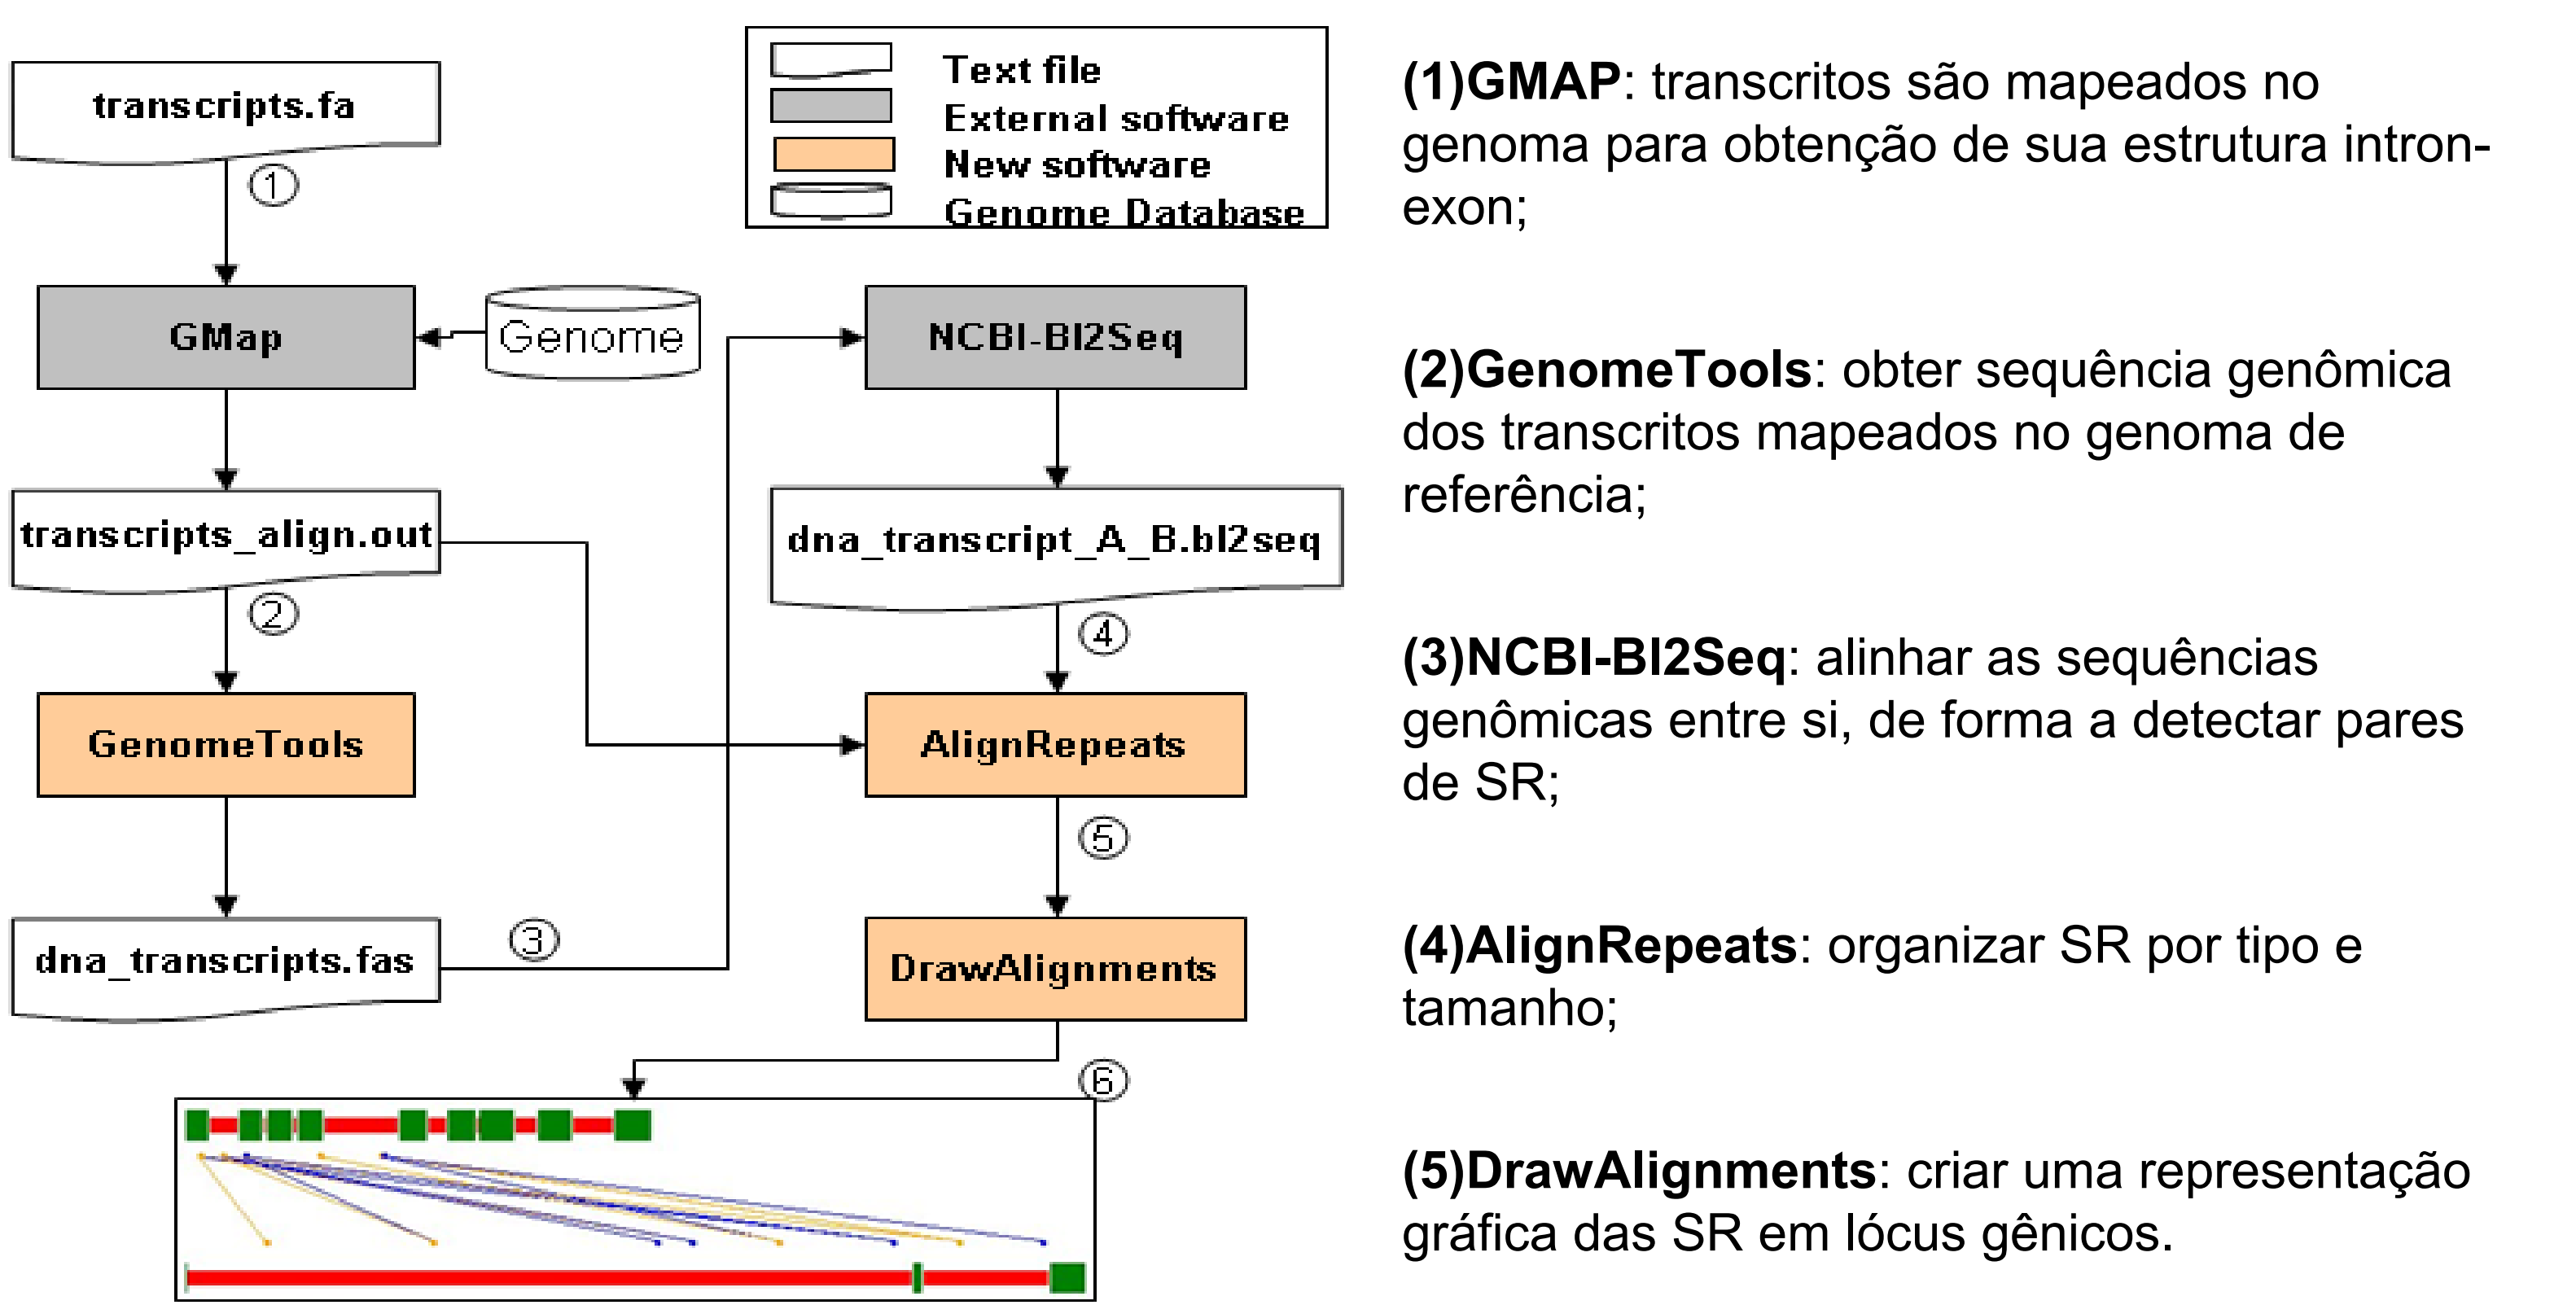 transcripts.fa
①
GMap
Genome
transcripts_align.out
②
GenomeTools
dna_transcripts.fas
③
Text file
External software
New software
Genome Database
NCBI-Bl2Seq
dna_transcript_A_B.bl2seq
④
AlignRepeats
⑤
DrawAlignments
⑥
(1)GMAP: transcritos são mapeados no
genoma para obtenção de sua estrutura intron-
exon;
(2)GenomeTools: obter sequência genômica
dos transcritos mapeados no genoma de
referência;
(3)NCBI-Bl2Seq: alinhar as sequências
genômicas entre si, de forma a detectar pares
de SR;
(4)AlignRepeats: organizar SR por tipo e
tamanho;
(5)DrawAlignments: criar uma representação
gráfica das SR em lócus gênicos.